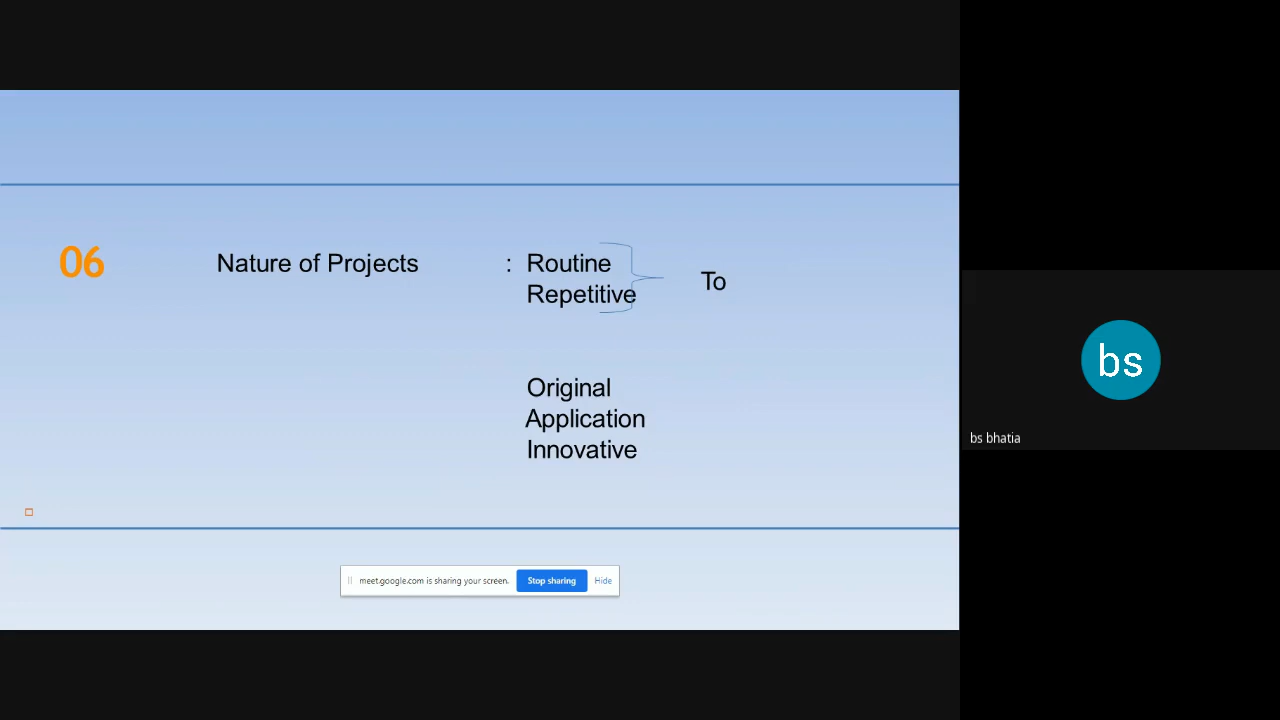 06 Nature of Projects : Routine
Repetitive
To
Original
Application
Innovative
meet.google.com is sharing your screen. Stop sharing Hide
bs
bs bhatia